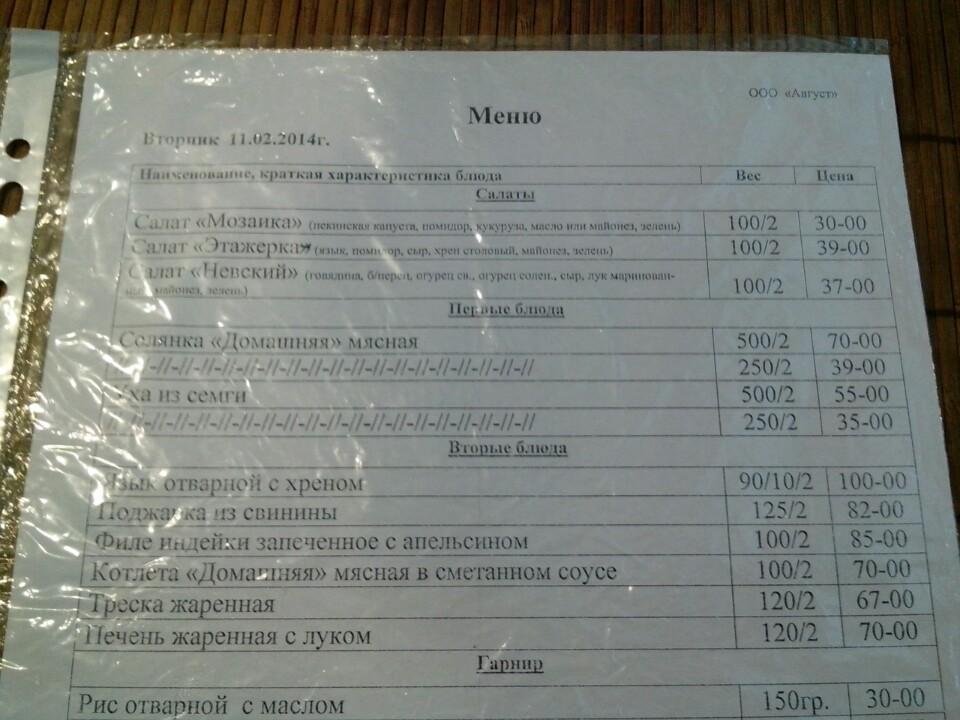 ООО «Август»
Меню
Вторник 11.02.2014г.
Наименование, краткая характеристика блюда Вес Цена
Салаты
Салат «Мозаика» (пекинская капуста, помидор, кукуруза, масло или майонез, зелень) 100/2 30-00
Салат «Этажерка» (язык, помидор, сыр, хрен столовый, майонез, зелень) 100/2 39-00
Салат «Невский» (говядина, б/перец, огурец св., огурец солен., сыр, лук маринован-
майонез, зелень) 100/2 37-00
Первые блюда
Солянка «Домашняя» мясная 500/2 70-00
-//-//-//-//-//-//-//-//-//-//-//-//-//-//-//-//-//-// 250/2 39-00
Уха из семги 500/2 55-00
-//-//-//-//-//-//-//-//-//-//-//-//-//-//-//-//-//-// 250/2 35-00
Вторые блюда
Язык отварной с хреном 90/10/2 100-00
Поджарка из свинины 125/2 82-00
Филе индейки запеченное с апельсином 100/2 85-00
Котлета «Домашняя» мясная в сметанном соусе 100/2 70-00
Треска жаренная 120/2 67-00
Печень жаренная с луком 120/2 70-00
Гарнир
Рис отварной с маслом 150гр. 30-00